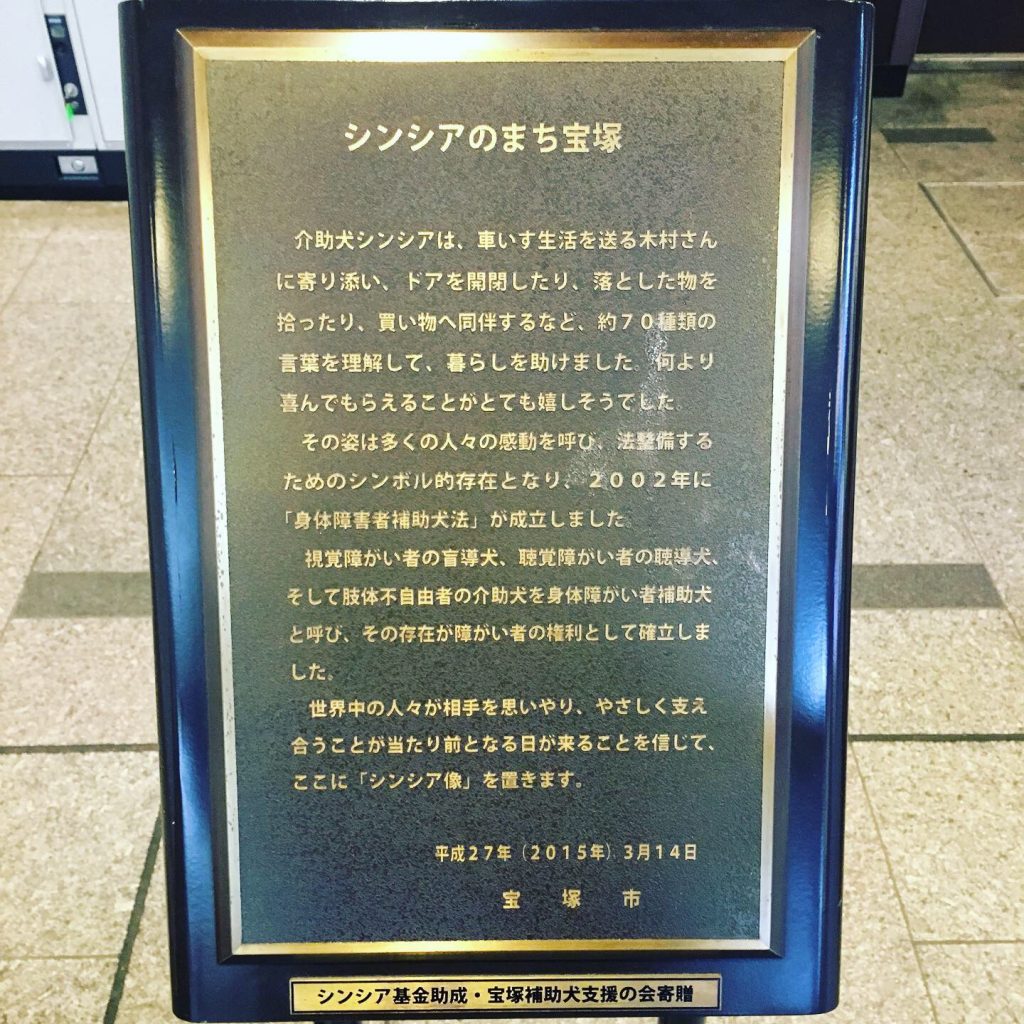 シンシアのまち宝塚
介助犬シンシアは、車いす生活を送る木村さん
に寄り添い、ドアを開閉したり、落とした物を
拾ったり、買い物へ同伴するなど、約７０種類の
言葉を理解して、暮らしを助けました。何より
喜んでもらえることがとても嬉しそうでした。
その姿は多くの人々の感動を呼び、法整備する
ためのシンボル的存在となり、２００２年に
「身体障害者補助犬法」が成立しました。
視覚障がい者の盲導犬、聴覚障がい者の聴導犬、
そして肢体不自由者の介助犬を身体障がい者補助犬
と呼び、その存在が障がい者の権利として確立しま
した。
世界中の人々が相手を思いやり、やさしく支え
合うことが当たり前となる日が来ることを信じて、
ここに「シンシア像」を置きます。
平成２７年（２０１５年）３月１４日
宝 塚 市
シンシア基金助成・宝塚補助犬支援の会寄贈